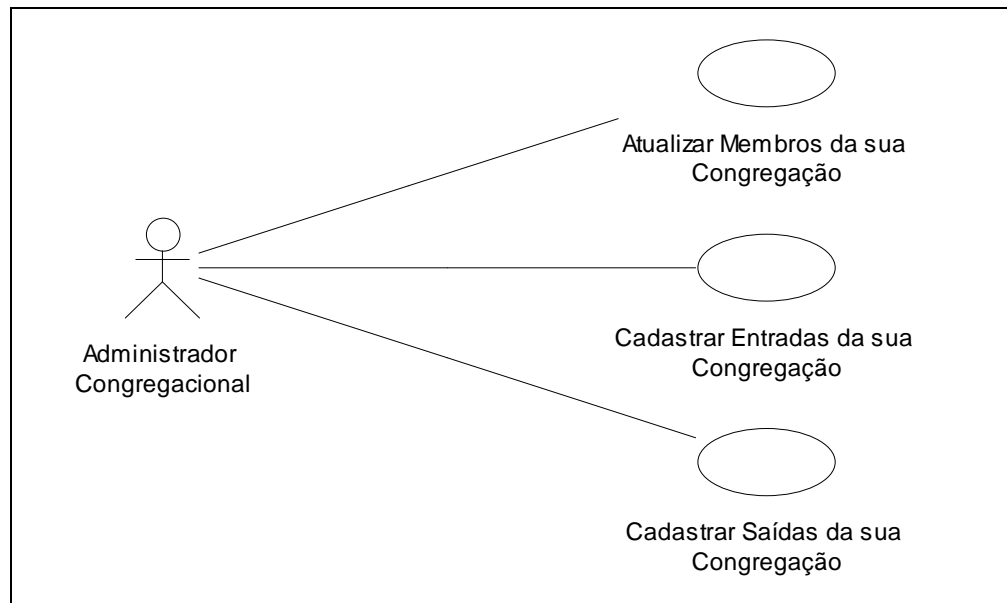 Atualizar Membros da sua
Congregação
Cadastrar Entradas da sua
Congregação
Administrador
Congregacional
Cadastrar Saídas da sua
Congregação